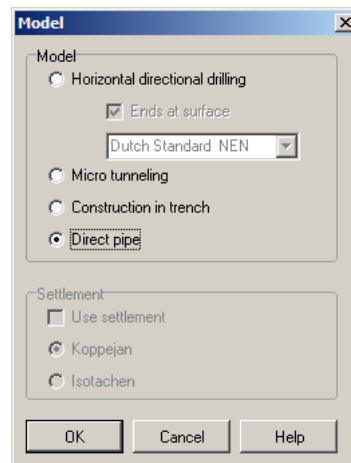 Model
Model
Horizontal directional drilling
Ends at surface
Dutch Standard NEN
Micro tunneling
Construction in trench
Direct pipe
Settlement
Use settlement
Koppejan
Isotachen
OK Cancel Help